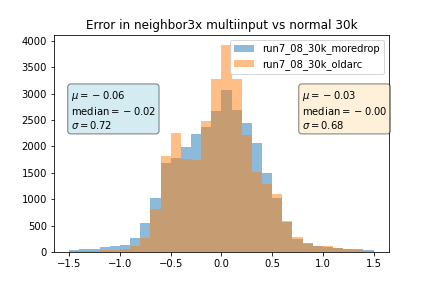 Error in neighbor3x multiinput vs normal 30k
4000
3500
3000
2500
2000
1500
1000
500
0
−1.5 −1.0 −0.5 0.0 0.5 1.0 1.5
run7_08_30k_moredrop
run7_08_30k_oldarc
μ = −0.06
median = −0.02
σ = 0.72
μ = −0.03
median = −0.00
σ = 0.68